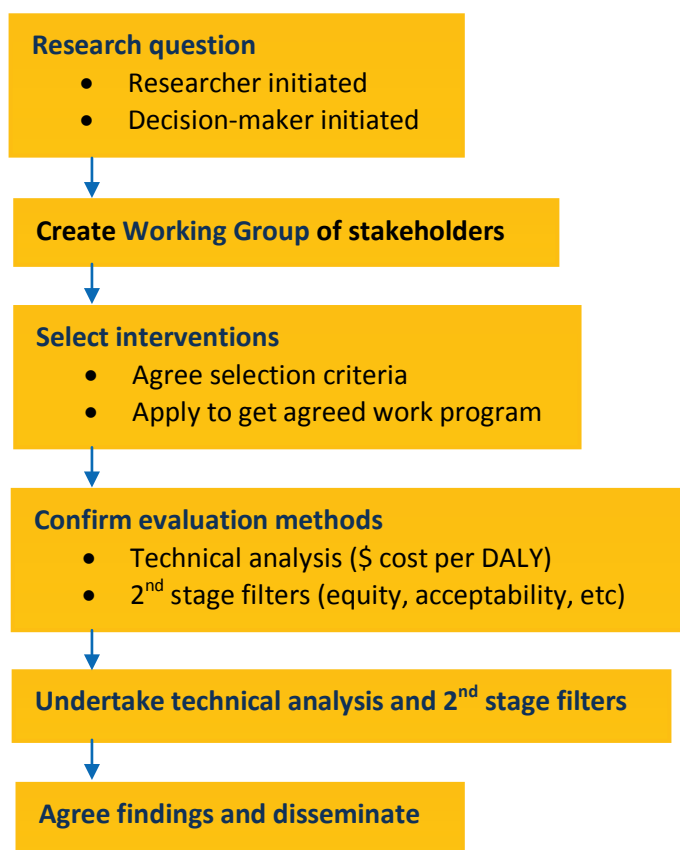 Research question
• Researcher initiated
• Decision-maker initiated
Create Working Group of stakeholders
Select interventions
• Agree selection criteria
• Apply to get agreed work program
Confirm evaluation methods
• Technical analysis ($ cost per DALY)
• 2nd stage filters (equity, acceptability, etc)
Undertake technical analysis and 2nd stage filters
Agree findings and disseminate